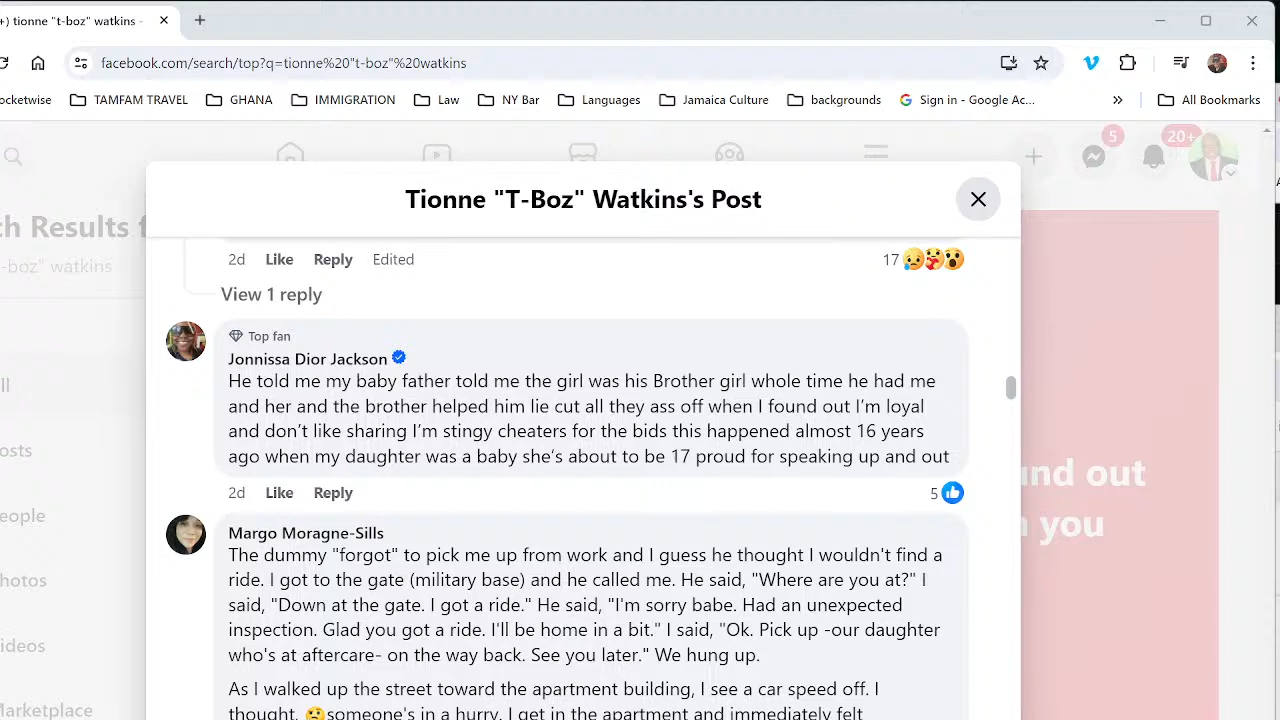 +) tionne "t-boz" watkins -
facebook.com/search/top?q=tionne%20"t-boz"%20watkins
ocketwise TAMFAM TRAVEL GHANA IMMIGRATION Law NY Bar Languages Jamaica Culture backgrounds Sign in - Google Ac... » All Bookmarks
5 20+
Tionne "T-Boz" Watkins's Post
ch Results f
-boz" watkins
2d Like Reply Edited 17
View 1 reply
Top fan
Jonnissa Dior Jackson
He told me my baby father told me the girl was his Brother girl whole time he had me
and her and the brother helped him lie cut all they ass off when I found out I’m loyal
and don’t like sharing I’m stingy cheaters for the bids this happened almost 16 years
ago when my daughter was a baby she’s about to be 17 proud for speaking up and out
2d Like Reply 5
Margo Moragne-Sills
The dummy "forgot" to pick me up from work and I guess he thought I wouldn't find a
ride. I got to the gate (military base) and he called me. He said, "Where are you at?" I
said, "Down at the gate. I got a ride." He said, "I'm sorry babe. Had an unexpected
inspection. Glad you got a ride. I'll be home in a bit." I said, "Ok. Pick up -our daughter
who's at aftercare- on the way back. See you later." We hung up.
As I walked up the street toward the apartment building, I see a car speed off. I
thought, someone's in a hurry. I get in the apartment and immediately felt
ll
osts
eople
hotos
ideos
Marketplace
und out
you